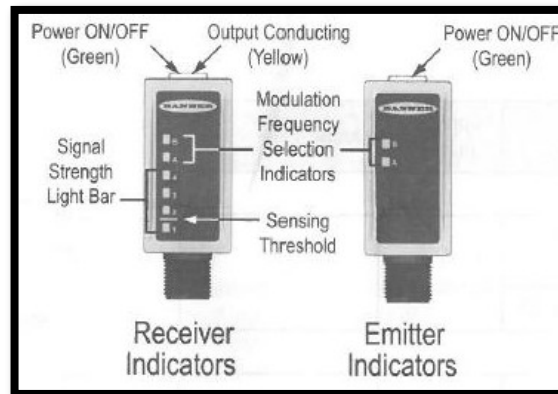 Power ON/OFF
(Green)
Output Conducting
(Yellow)
Power ON/OFF
(Green)
BANNER
BANNER
Modulation
Frequency
Selection
Indicators
Signal
Strength
Light Bar
B
A
4
3
2
1
B
A
Sensing
Threshold
Receiver
Indicators
Emitter
Indicators